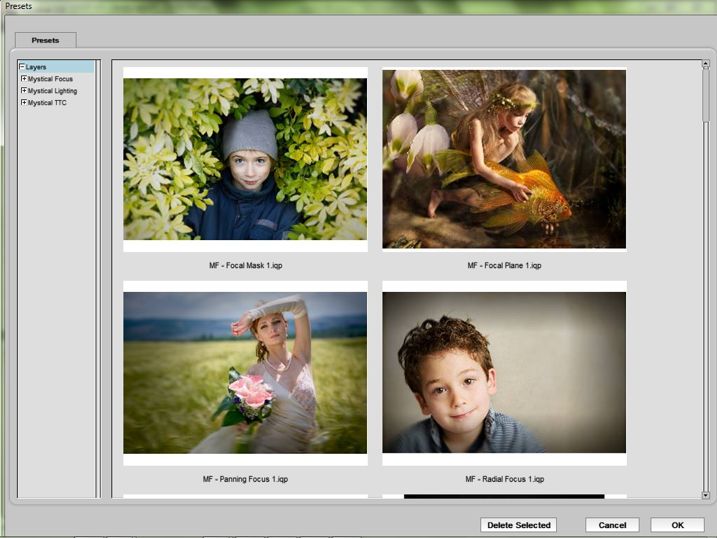 Presets
Presets
Layers
Mystical Focus
Mystical Lighting
Mystical TTC
MF - Focal Mask 1.iqp
MF - Focal Plane 1.iqp
MF - Panning Focus 1.iqp
MF - Radial Focus 1.iqp
Delete Selected
Cancel
OK